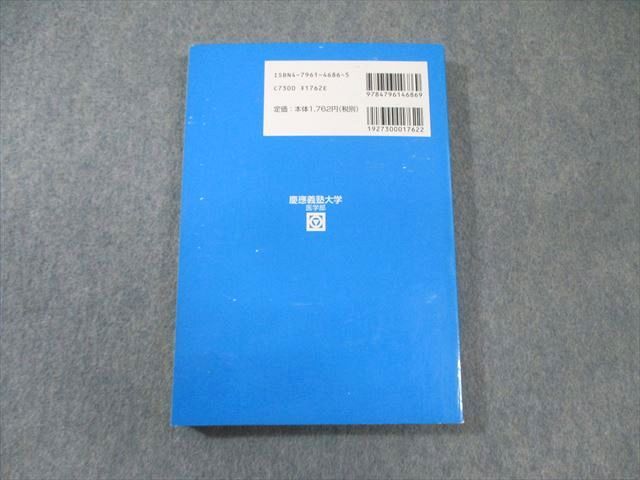 ISBN4-7961-4686-5
C7300 ¥1762E
定価：本体1,762円(税別)
9784796146869
1927300017622
慶應義塾大学
医学部